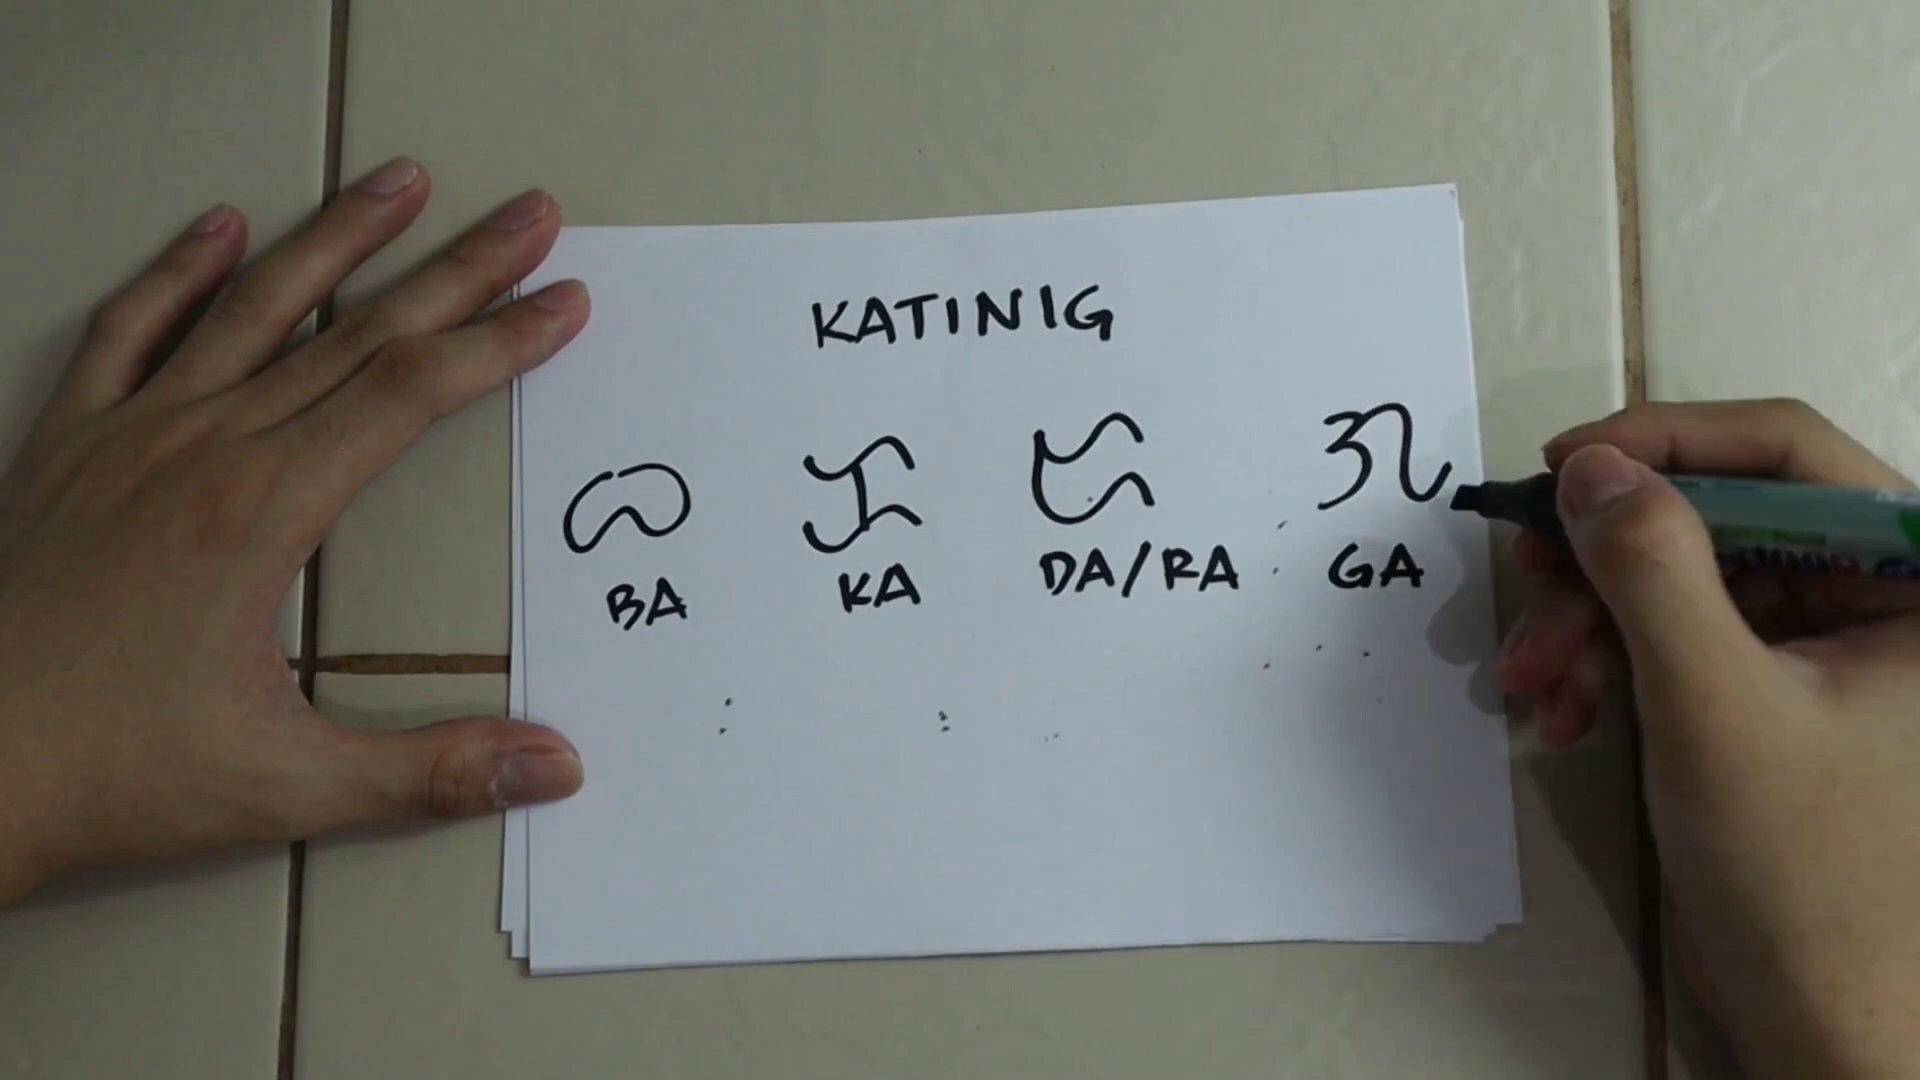 KATINIG
ᜊ ᜃ ᜇ ᜄ
BA KA DA/RA GA